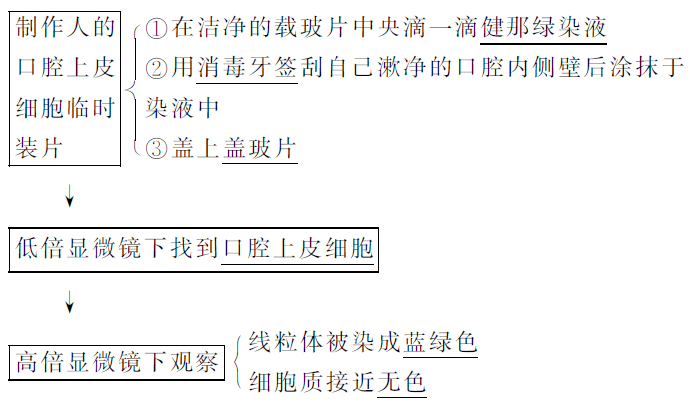 制作人的
口腔上皮
细胞临时
装片
①在洁净的载玻片中央滴一滴健那绿染液
②用消毒牙签刮自己漱净的口腔内侧壁后涂抹于
染液中
③盖上盖玻片
低倍显微镜下找到口腔上皮细胞
高倍显微镜下观察
线粒体被染成蓝绿色
细胞质接近无色